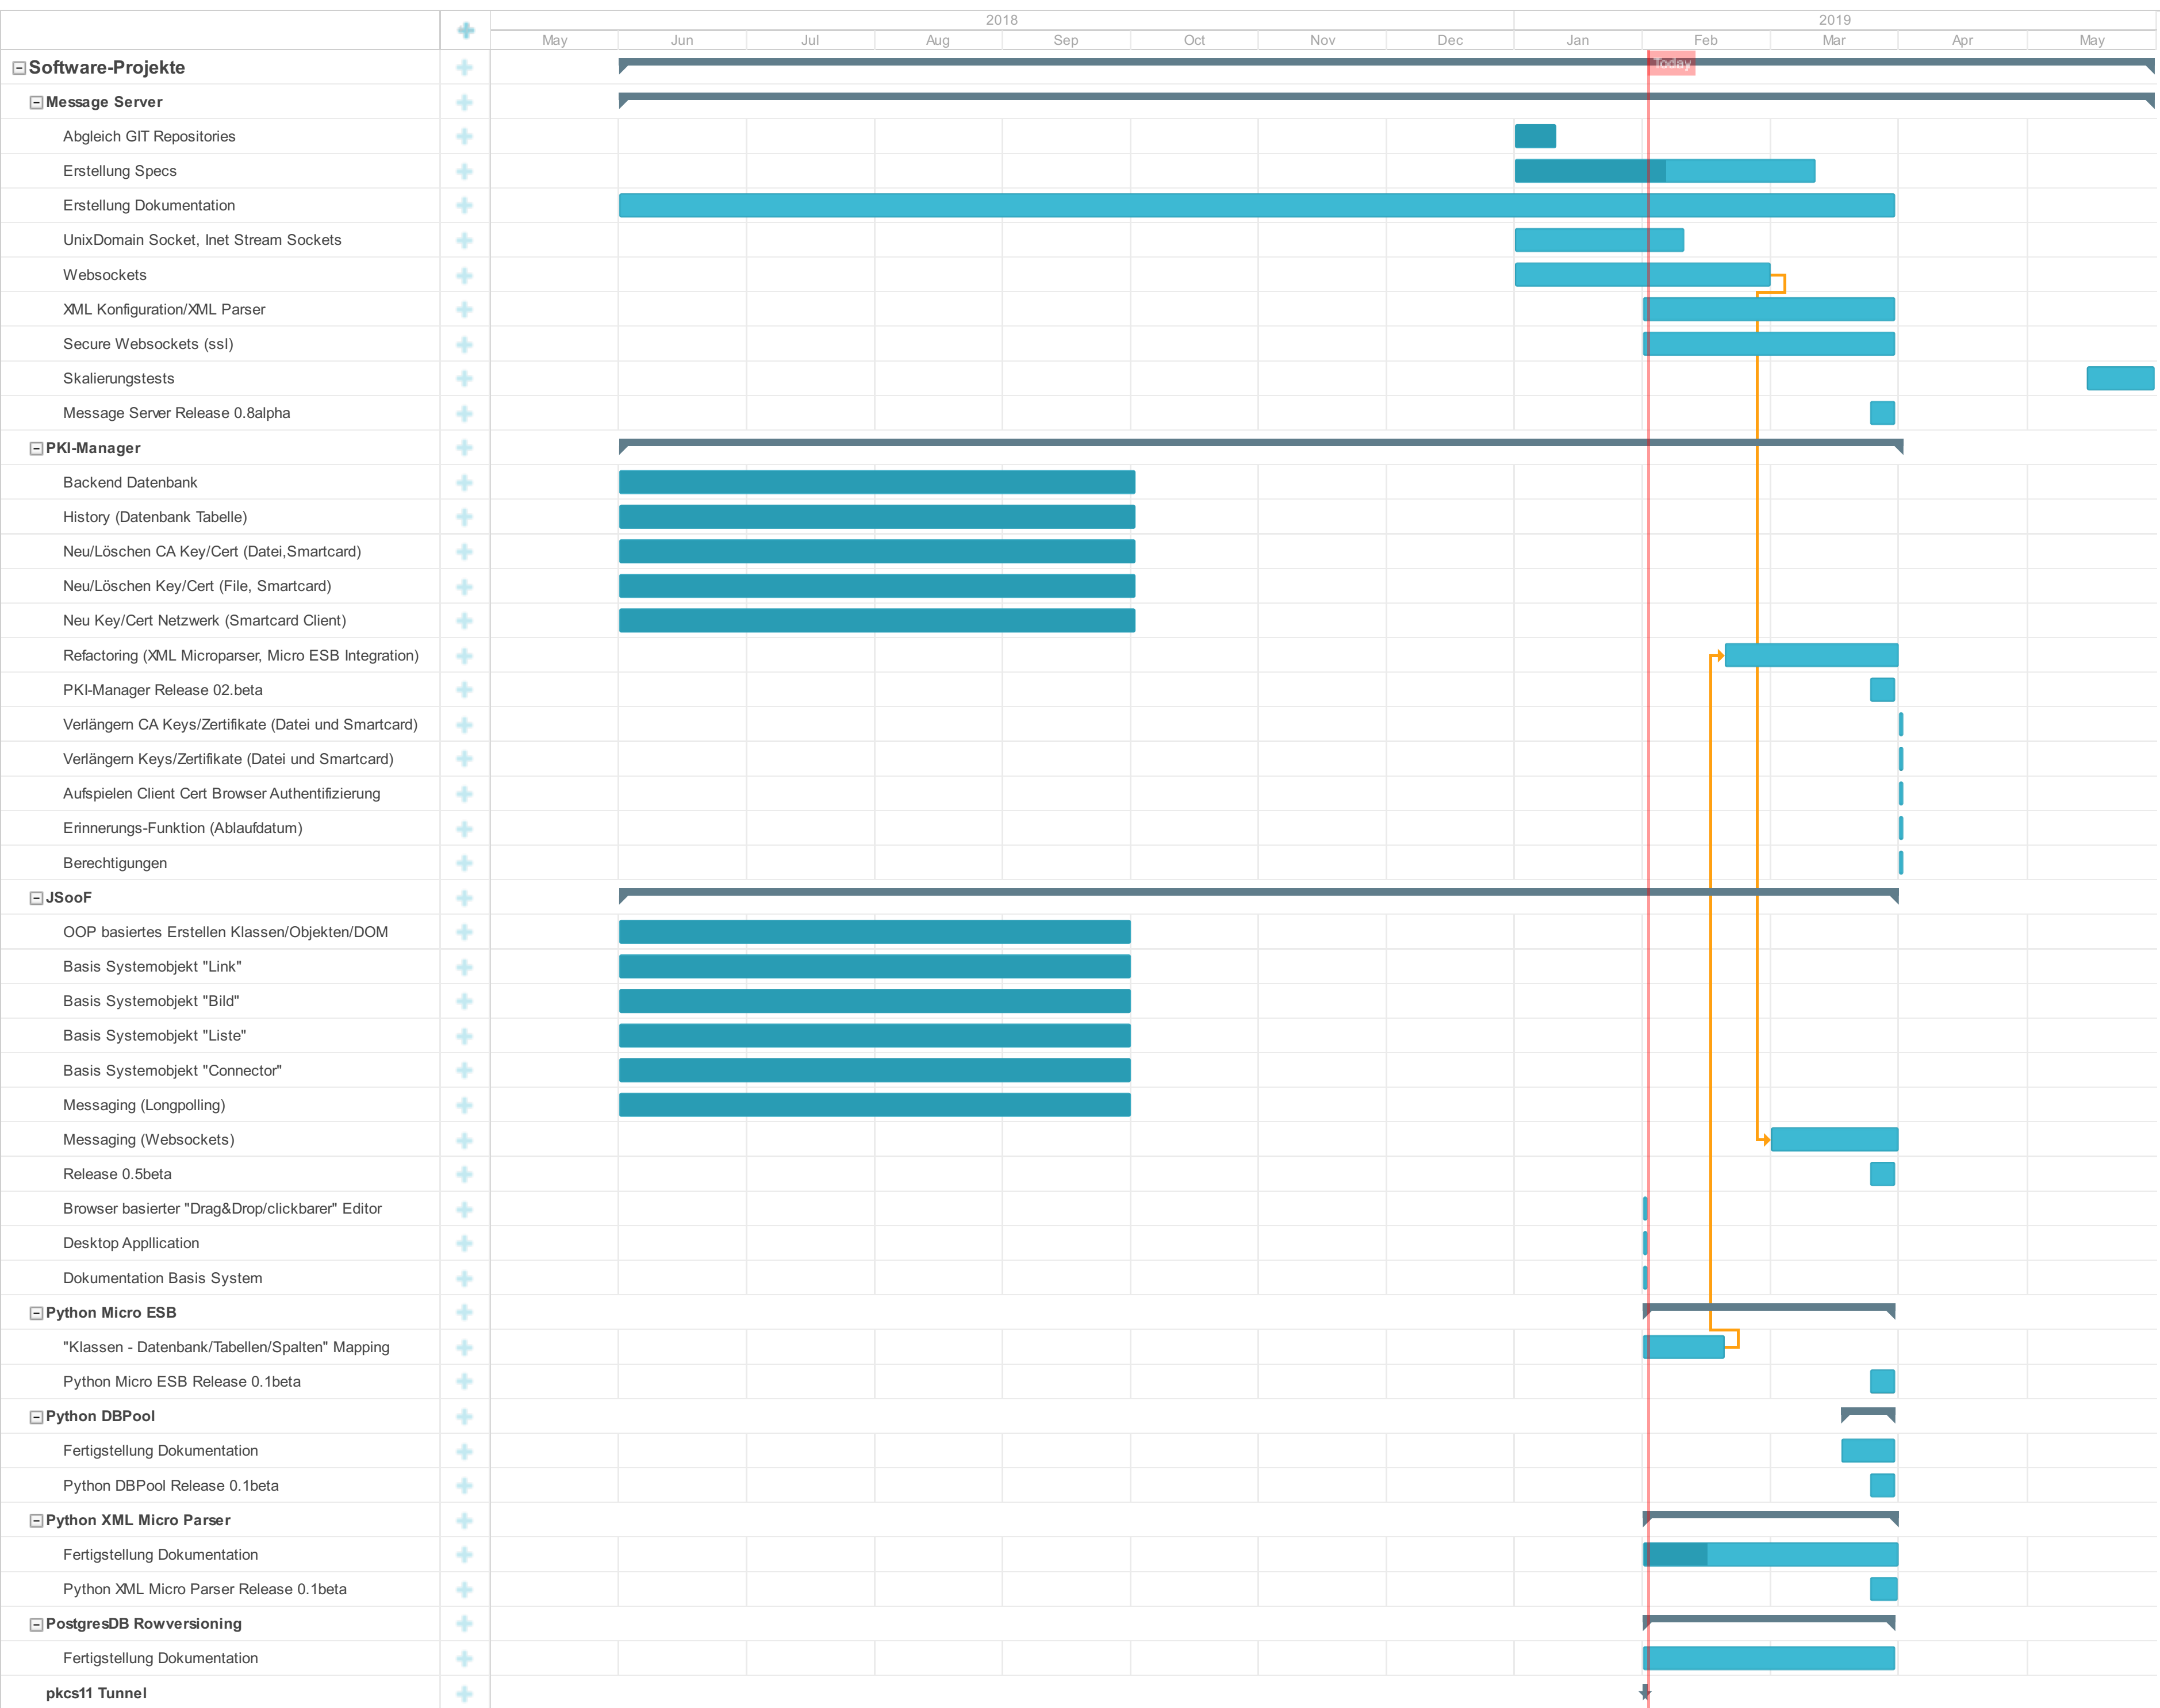 2018 2019
May Jun Jul Aug Sep Oct Nov Dec Jan Feb Mar Apr May
Software-Projekte Today
Message Server
Abgleich GIT Repositories
Erstellung Specs
Erstellung Dokumentation
UnixDomain Socket, Inet Stream Sockets
Websockets
XML Konfiguration/XML Parser
Secure Websockets (ssl)
Skalierungstests
Message Server Release 0.8alpha
PKI-Manager
Backend Datenbank
History (Datenbank Tabelle)
Neu/Löschen CA Key/Cert (Datei,Smartcard)
Neu/Löschen Key/Cert (File, Smartcard)
Neu Key/Cert Netzwerk (Smartcard Client)
Refactoring (XML Microparser, Micro ESB Integration)
PKI-Manager Release 02.beta
Verlängern CA Keys/Zertifikate (Datei und Smartcard)
Verlängern Keys/Zertifikate (Datei und Smartcard)
Aufspielen Client Cert Browser Authentifizierung
Erinnerungs-Funktion (Ablaufdatum)
Berechtigungen
JSooF
OOP basiertes Erstellen Klassen/Objekten/DOM
Basis Systemobjekt "Link"
Basis Systemobjekt "Bild"
Basis Systemobjekt "Liste"
Basis Systemobjekt "Connector"
Messaging (Longpolling)
Messaging (Websockets)
Release 0.5beta
Browser basierter "Drag&Drop/clickbarer" Editor
Desktop Appllication
Dokumentation Basis System
Python Micro ESB
"Klassen - Datenbank/Tabellen/Spalten" Mapping
Python Micro ESB Release 0.1beta
Python DBPool
Fertigstellung Dokumentation
Python DBPool Release 0.1beta
Python XML Micro Parser
Fertigstellung Dokumentation
Python XML Micro Parser Release 0.1beta
PostgresDB Rowversioning
Fertigstellung Dokumentation
pkcs11 Tunnel